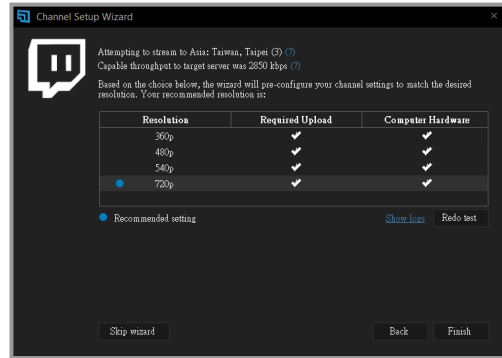 Channel Setup Wizard
Attempting to stream to Asia: Taiwan, Taipei (3) (?)
Capable throughput to target server was 2850 kbps (?)
Based on the choice below, the wizard will pre-configure your channel settings to match the desired
resolution. Your recommended resolution is:
Resolution Required Upload Computer Hardware
360p
480p
540p
720p
Recommended setting Show logs Redo test
Skip wizard Back Finish